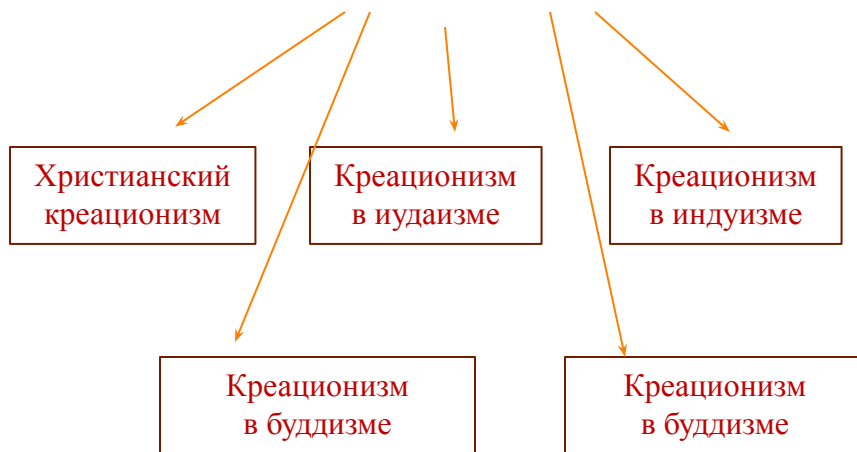 Христианский
креационизм
Креационизм
в иудаизме
Креационизм
в индуизме
Креационизм
в буддизме
Креационизм
в буддизме